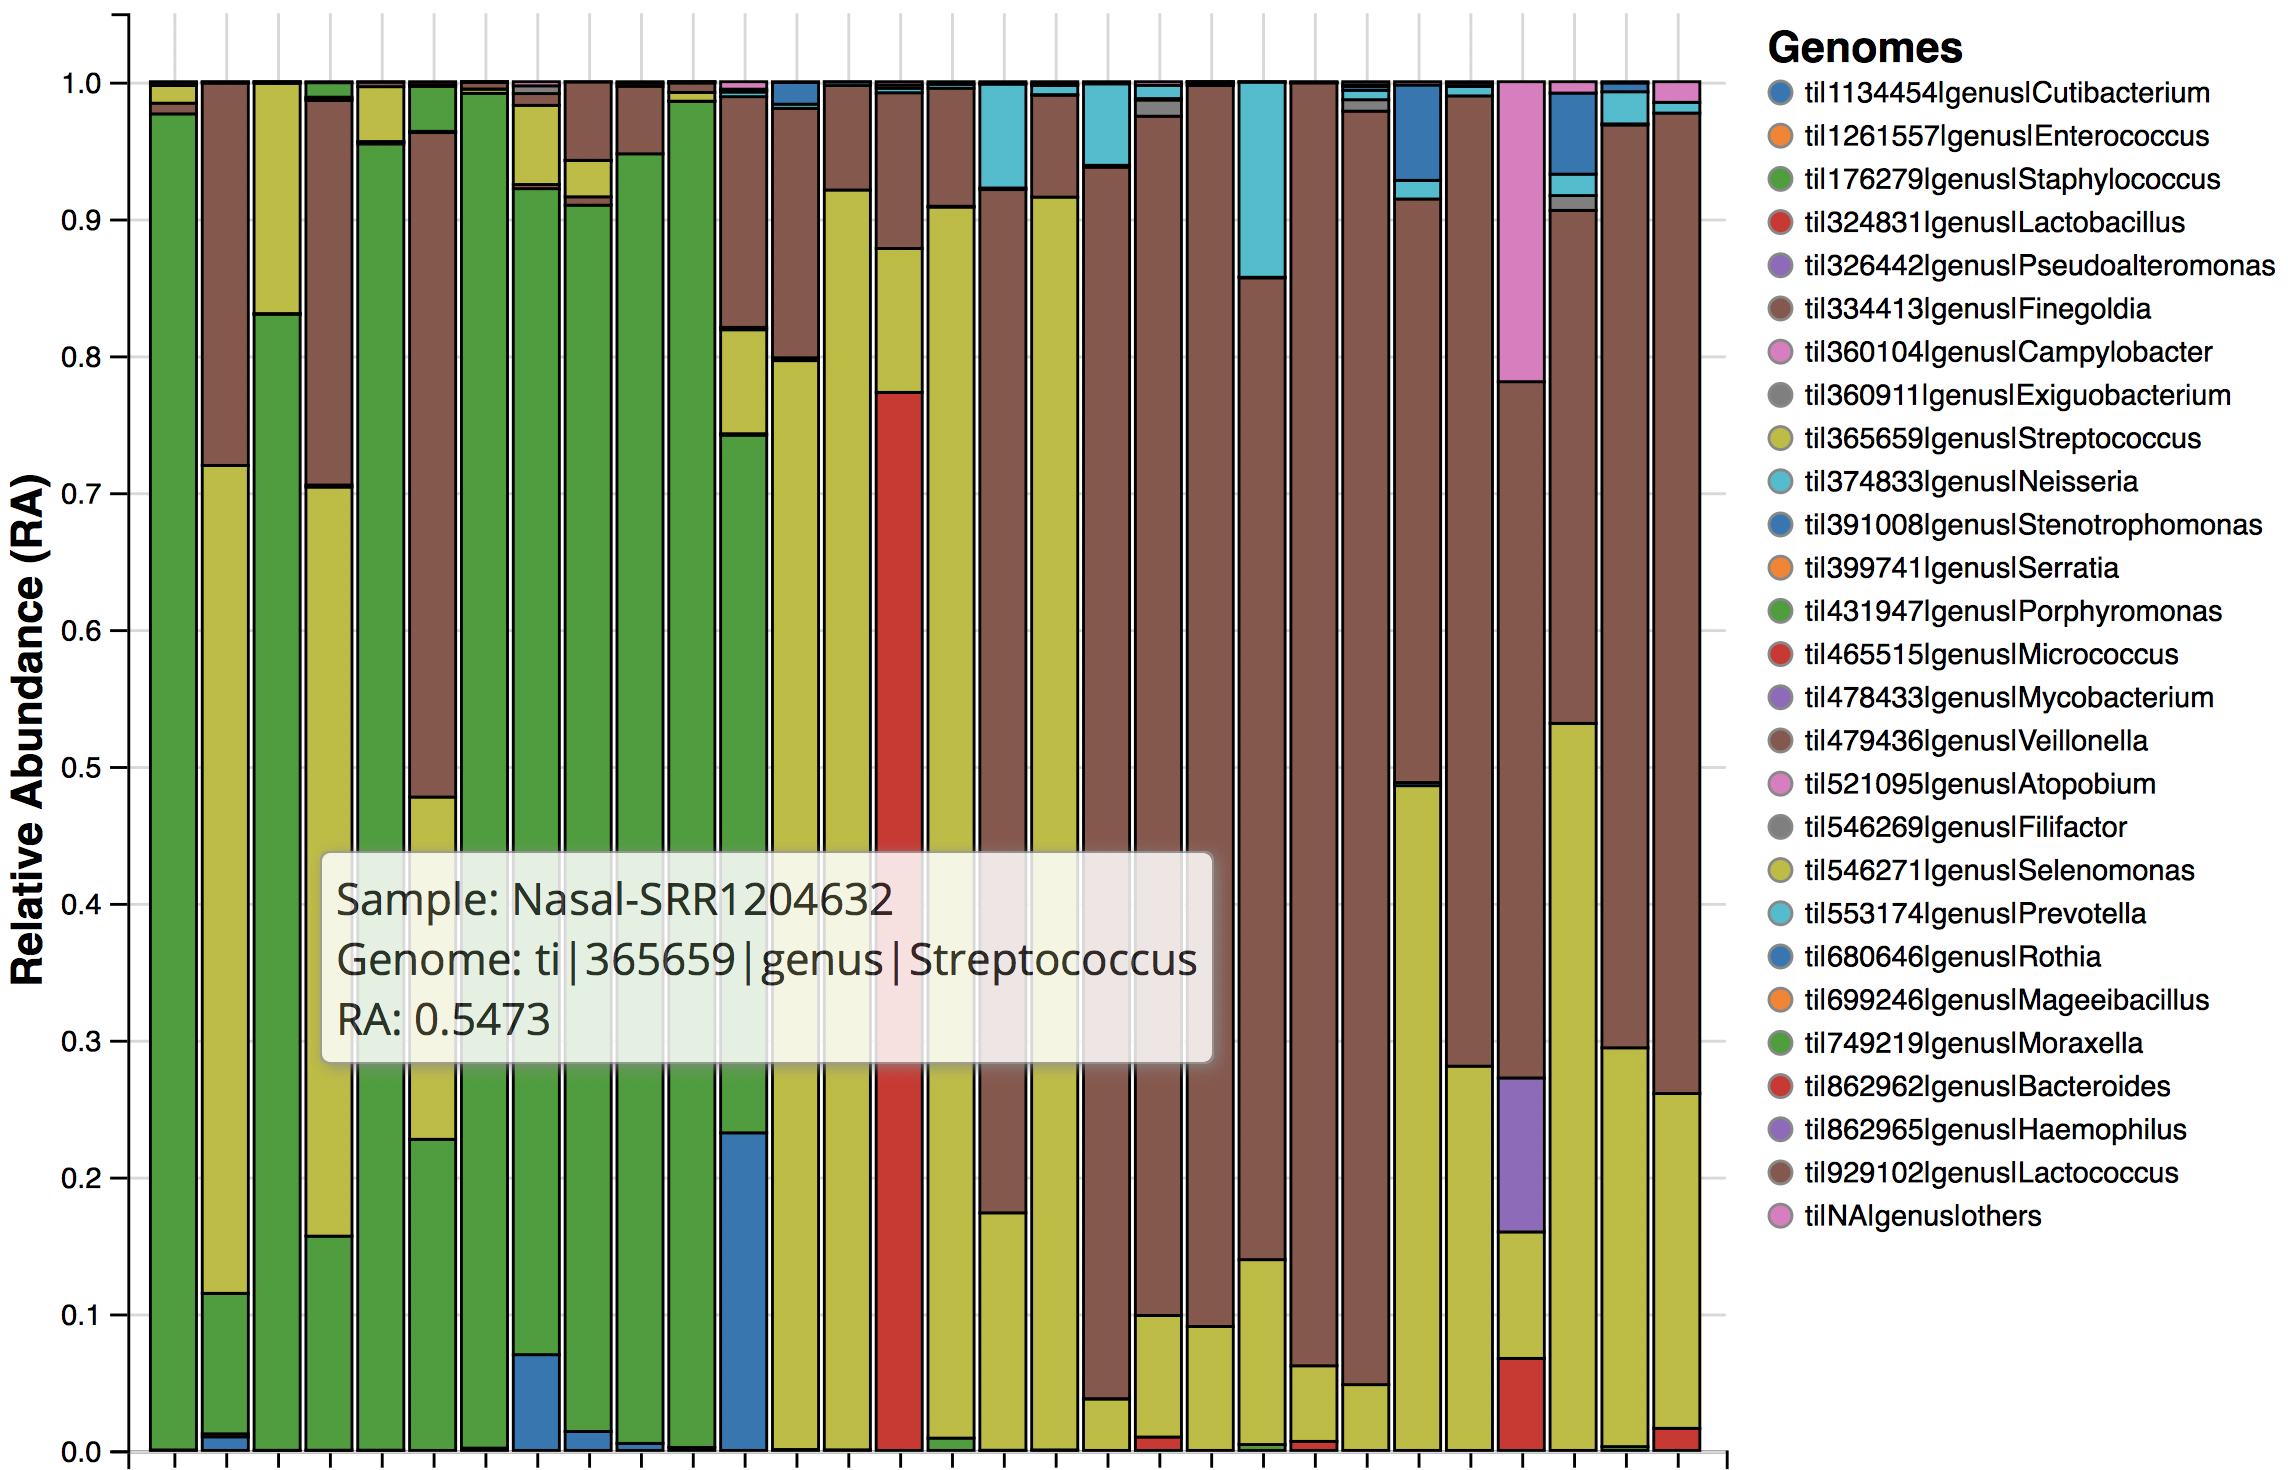 Genomes
ti|1134454|genus|Cutibacterium
ti|1261557|genus|Enterococcus
ti|176279|genus|Staphylococcus
ti|324831|genus|Lactobacillus
ti|326442|genus|Pseudoalteromonas
ti|334413|genus|Finegoldia
ti|360104|genus|Campylobacter
ti|360911|genus|Exiguobacterium
ti|365659|genus|Streptococcus
ti|374833|genus|Neisseria
ti|391008|genus|Stenotrophomonas
ti|399741|genus|Serratia
ti|431947|genus|Porphyromonas
ti|465515|genus|Micrococcus
ti|478433|genus|Mycobacterium
ti|479436|genus|Veillonella
ti|521095|genus|Atopobium
ti|546269|genus|Filifactor
ti|546271|genus|Selenomonas
ti|553174|genus|Prevotella
ti|680646|genus|Rothia
ti|699246|genus|Mageeibacillus
ti|749219|genus|Moraxella
ti|862962|genus|Bacteroides
ti|862965|genus|Haemophilus
ti|929102|genus|Lactococcus
ti|NA|genus|others
Relative Abundance (RA)
1.0
0.9
0.8
0.7
0.6
0.5
0.4
0.3
0.2
0.1
0.0
Sample: Nasal-SRR1204632
Genome: ti|365659|genus|Streptococcus
RA: 0.5473